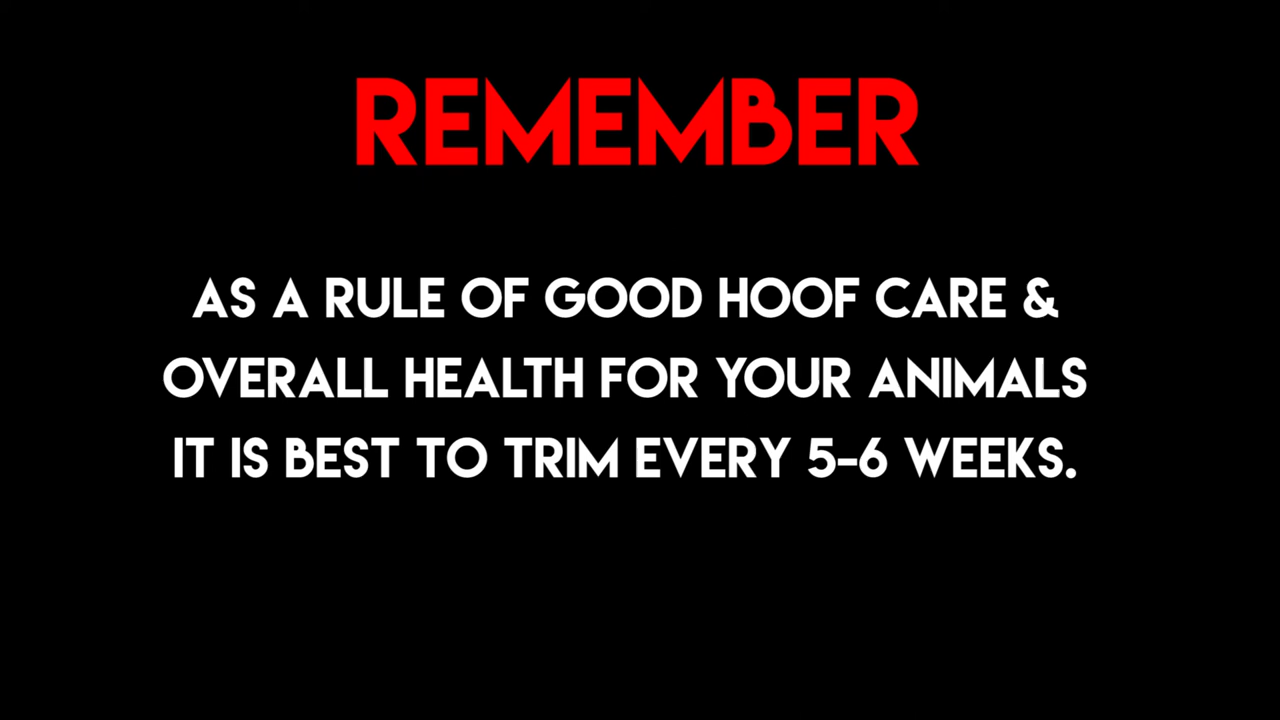 REMEMBER
AS A RULE OF GOOD HOOF CARE &
OVERALL HEALTH FOR YOUR ANIMALS
IT IS BEST TO TRIM EVERY 5-6 WEEKS.